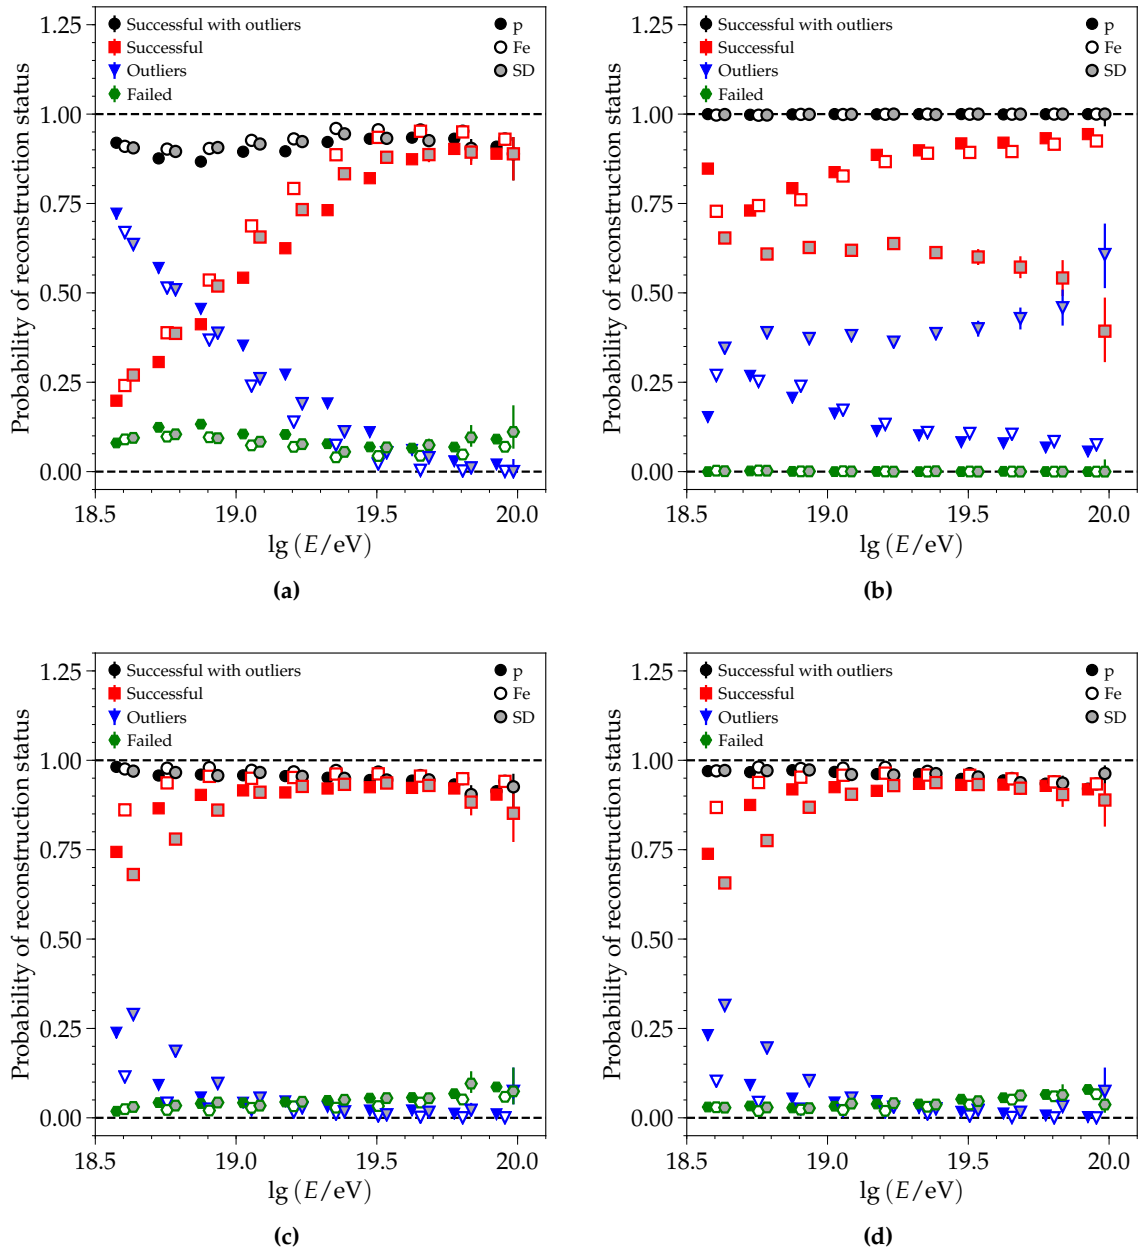 1.25
1.00
0.75
0.50
0.25
0.00
Probability of reconstruction status
Successful with outliers
Successful
Outliers
Failed
p
Fe
SD
18.5 19.0 19.5 20.0
lg (E/eV)
(a)
1.25
1.00
0.75
0.50
0.25
0.00
Probability of reconstruction status
Successful with outliers
Successful
Outliers
Failed
p
Fe
SD
18.5 19.0 19.5 20.0
lg (E/eV)
(b)
1.25
1.00
0.75
0.50
0.25
0.00
Probability of reconstruction status
Successful with outliers
Successful
Outliers
Failed
p
Fe
SD
18.5 19.0 19.5 20.0
lg (E/eV)
(c)
1.25
1.00
0.75
0.50
0.25
0.00
Probability of reconstruction status
Successful with outliers
Successful
Outliers
Failed
p
Fe
SD
18.5 19.0 19.5 20.0
lg (E/eV)
(d)